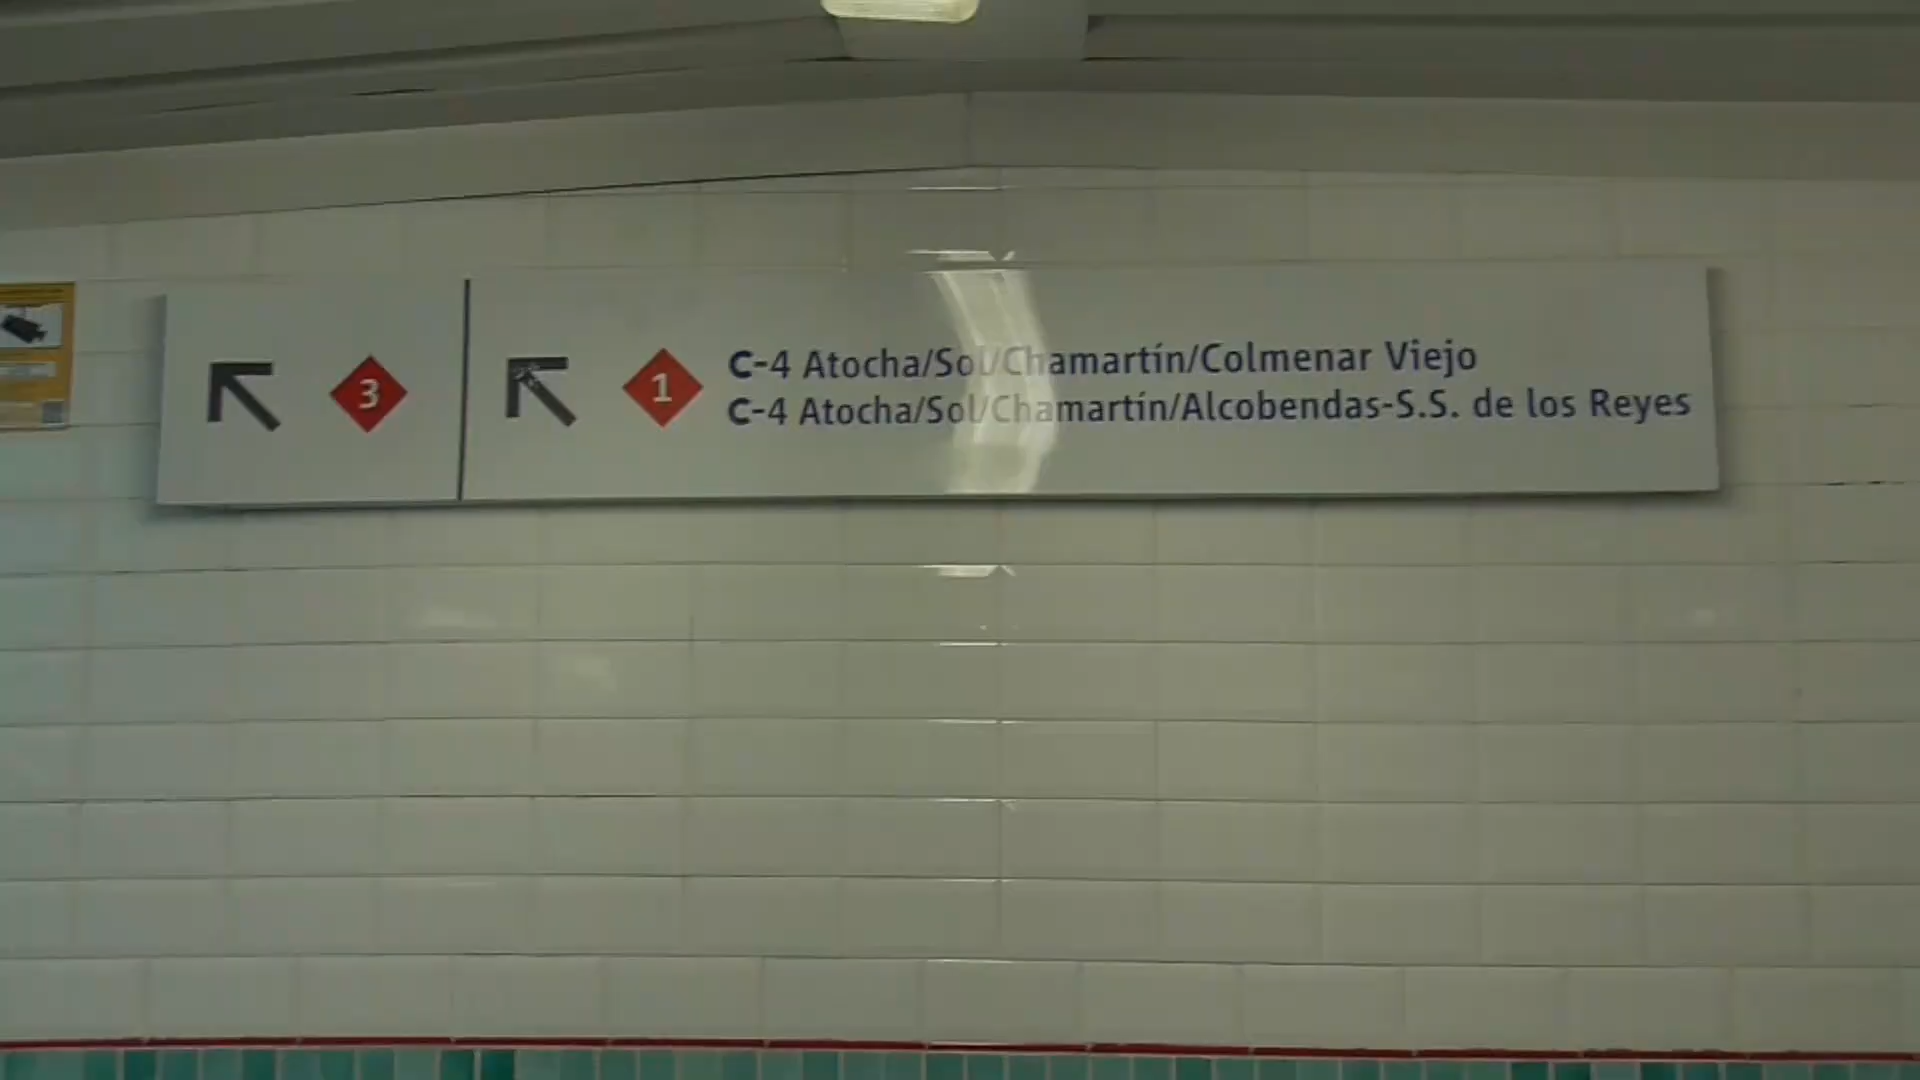 3
1
C-4 Atocha/Sol/Chamartín/Colmenar Viejo
C-4 Atocha/Sol/Chamartín/Alcobendas-S.S. de los Reyes